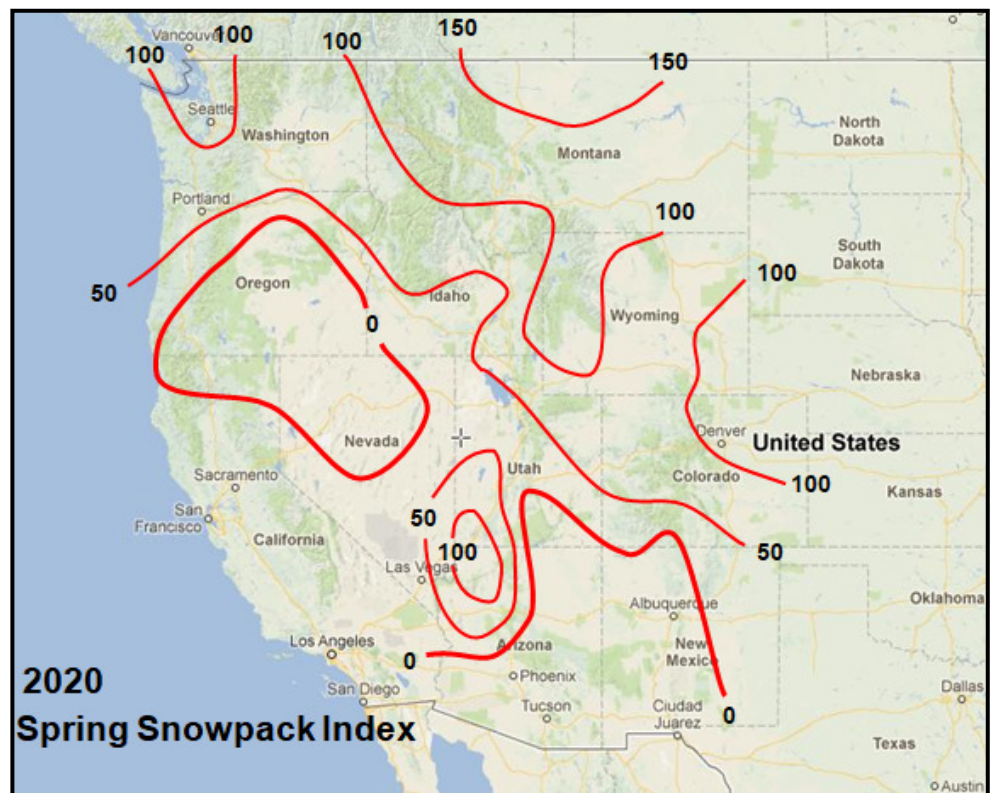 150
100
Vancouver
100
100
150
Seattle
Washington
North
Dakota
Montana
Portland
100
South
Dakota
100
Oregon
50
Idaho
Wyoming
0
Nebraska
Denver
United States
Nevada
Utah
Sacramento
Colorado
100
Kansas
San
Francisco
50
California
100
50
Las Vegas
Oklahoma
Albuquerque
Los Angeles
Arizona
New
Mexico
0
2020
Phoenix
San Diego
Dallas
Tucson
Ciudad
Juarez
0
Spring Snowpack Index
Texas
Austin